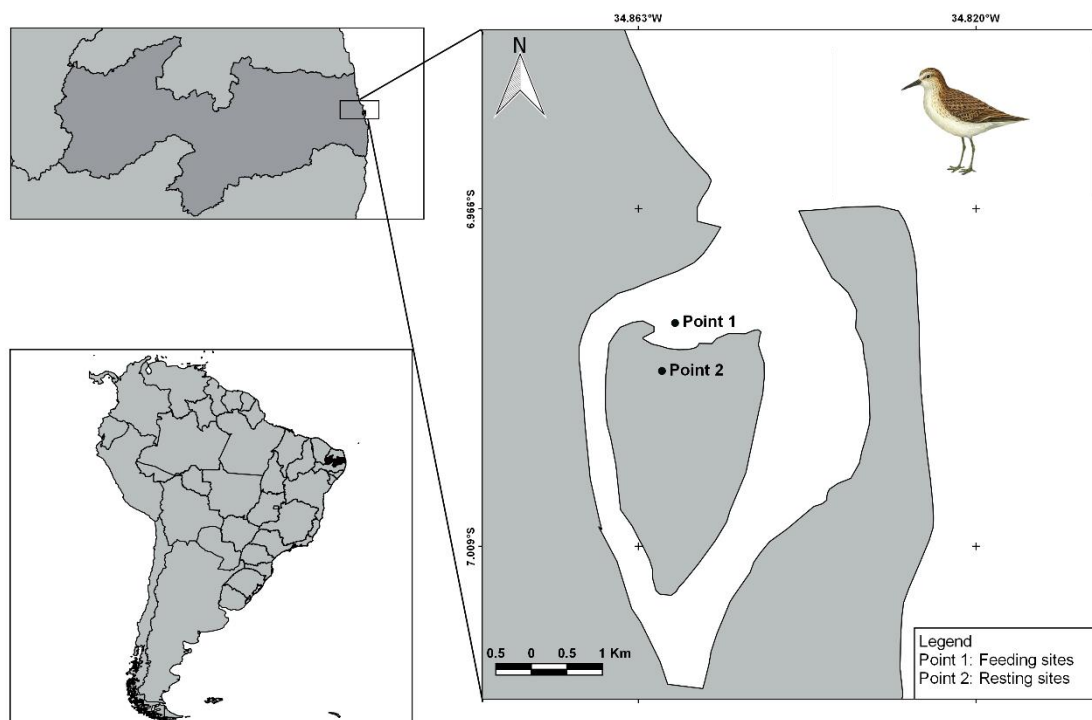 34.863°W
34.820°W
N
6.966°S
Point 1
Point 2
7.009°S
0.5 0 0.5 1 Km
Legend
Point 1: Feeding sites
Point 2: Resting sites